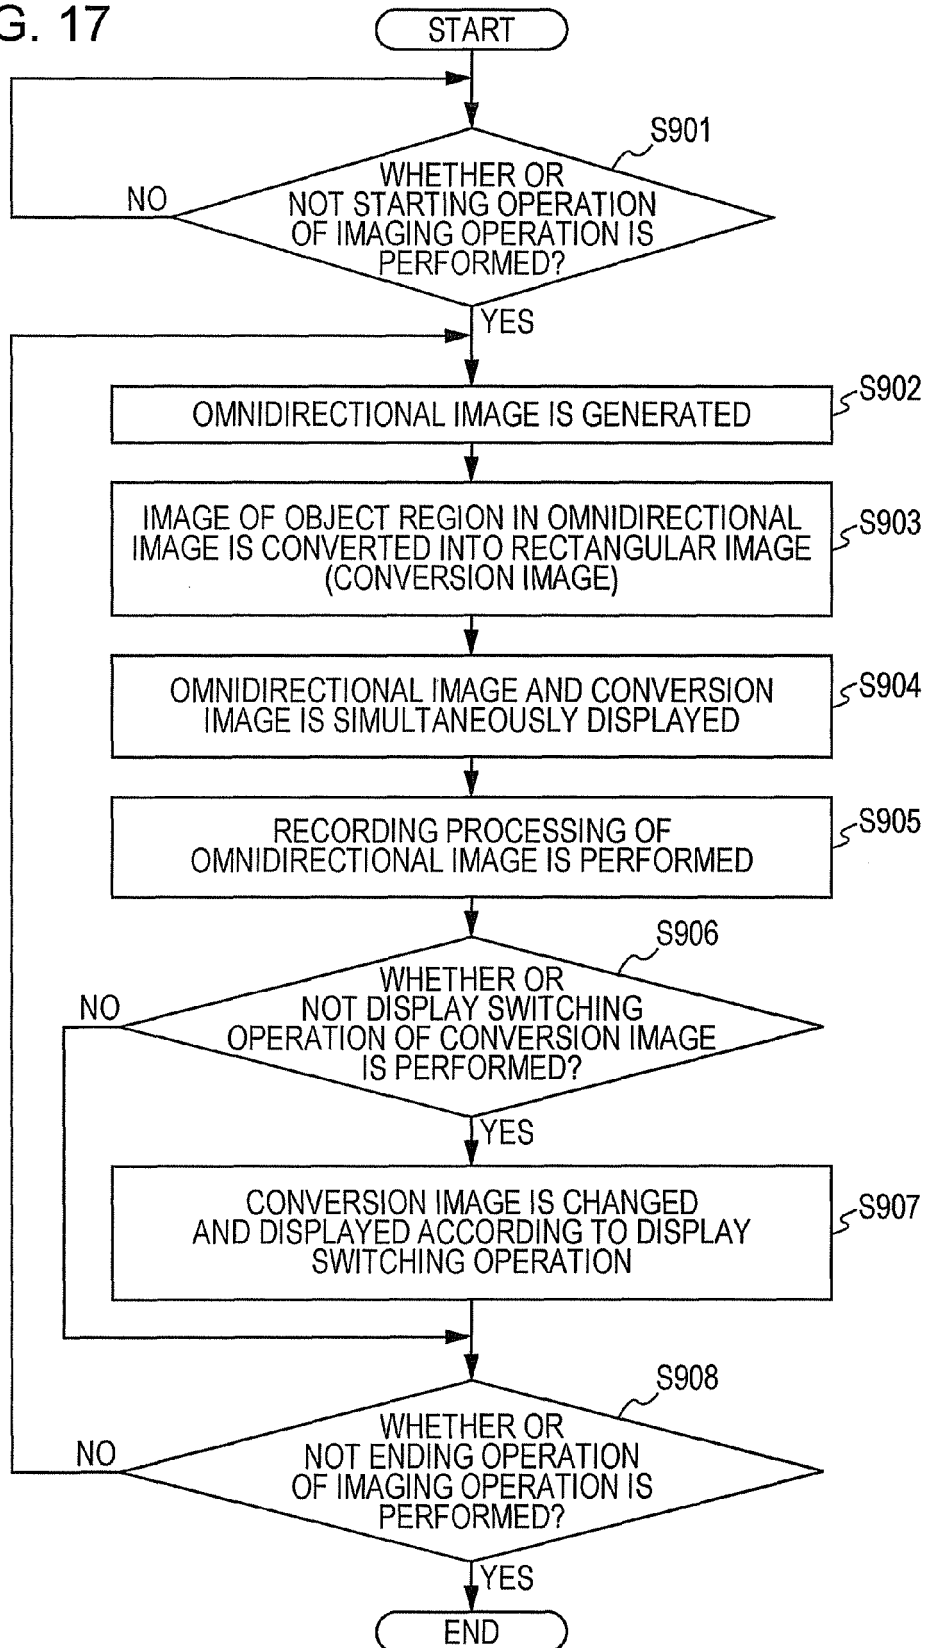 G. 17
START
S901
WHETHER OR
NOT STARTING OPERATION
OF IMAGING OPERATION IS
PERFORMED?
NO
YES
S902
OMNIDIRECTIONAL IMAGE IS GENERATED
S903
IMAGE OF OBJECT REGION IN OMNIDIRECTIONAL
IMAGE IS CONVERTED INTO RECTANGULAR IMAGE
(CONVERSION IMAGE)
S904
OMNIDIRECTIONAL IMAGE AND CONVERSION
IMAGE IS SIMULTANEOUSLY DISPLAYED
S905
RECORDING PROCESSING OF
OMNIDIRECTIONAL IMAGE IS PERFORMED
S906
WHETHER OR
NOT DISPLAY SWITCHING
OPERATION OF CONVERSION IMAGE
IS PERFORMED?
NO
YES
S907
CONVERSION IMAGE IS CHANGED
AND DISPLAYED ACCORDING TO DISPLAY
SWITCHING OPERATION
S908
WHETHER OR
NOT ENDING OPERATION
OF IMAGING OPERATION IS
PERFORMED?
NO
YES
END